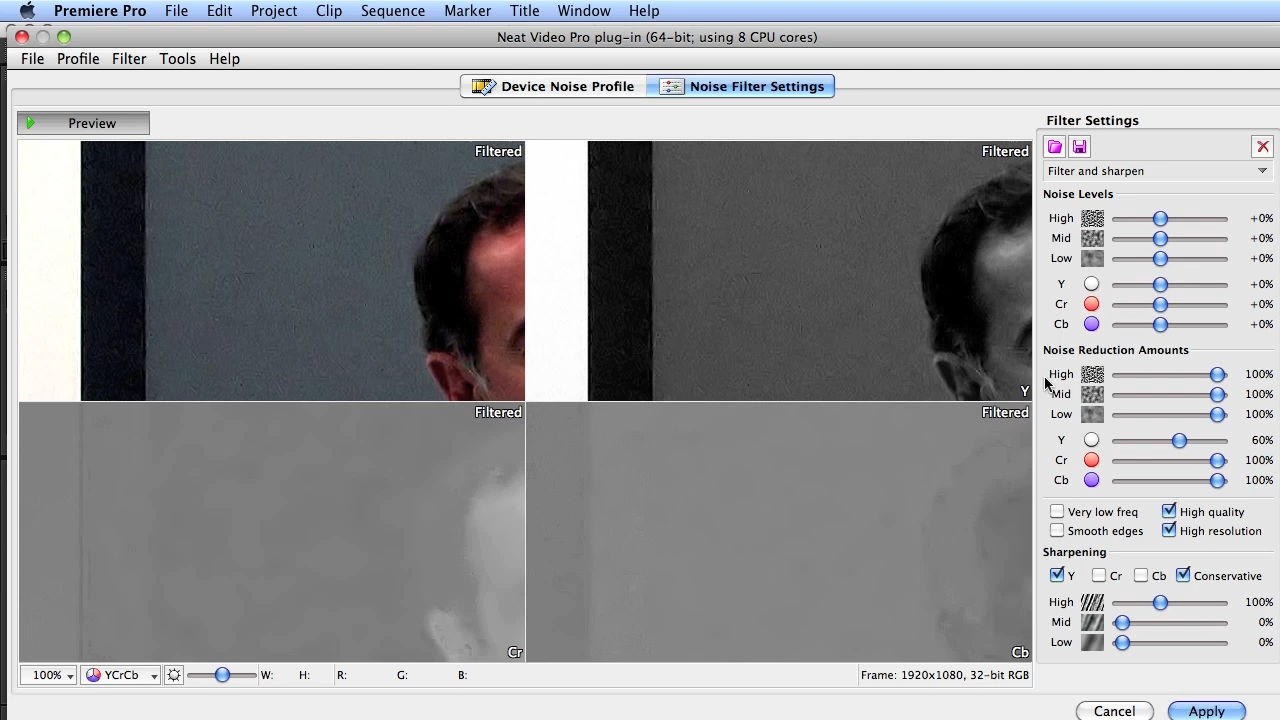 Premiere Pro File Edit Project Clip Sequence Marker Title Window Help
Neat Video Pro plug-in (64-bit; using 8 CPU cores)
File Profile Filter Tools Help
Device Noise Profile Noise Filter Settings
Preview
Filtered
Filtered
Y
Filtered
Cr
Filtered
Cb
100% YCrCb W: H: R: G: B: Frame: 1920x1080, 32-bit RGB
Filter Settings
Filter and sharpen
Noise Levels
High +0%
Mid +0%
Low +0%
Y +0%
Cr +0%
Cb +0%
Noise Reduction Amounts
High 100%
Mid 100%
Low 100%
Y 60%
Cr 100%
Cb 100%
Very low freq High quality
Smooth edges High resolution
Sharpening
Y Cr Cb Conservative
High 100%
Mid 0%
Low 0%
Cancel Apply